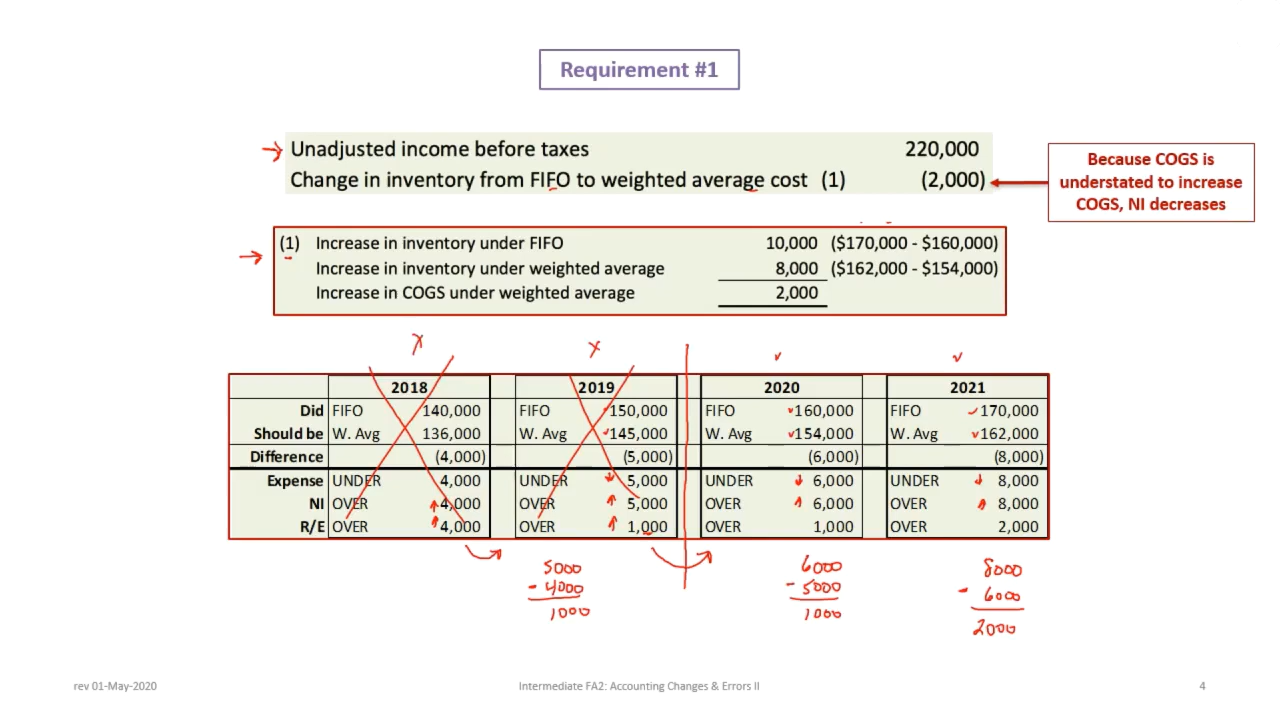 Requirement #1
Unadjusted income before taxes 220,000
Change in inventory from FIFO to weighted average cost (1) (2,000)
Because COGS is
understated to increase
COGS, NI decreases
(1) Increase in inventory under FIFO 10,000 ($170,000 - $160,000)
Increase in inventory under weighted average 8,000 ($162,000 - $154,000)
Increase in COGS under weighted average 2,000
X X ✓ ✓
2018 2019 2020 2021
Did FIFO 140,000 FIFO ✓150,000 FIFO ✓160,000 FIFO ✓170,000
Should be W. Avg 136,000 W. Avg ✓145,000 W. Avg ✓154,000 W. Avg ✓162,000
Difference (4,000) (5,000) (6,000) (8,000)
Expense UNDER 4,000 UNDER ↓ 5,000 UNDER ↓ 6,000 UNDER ↓ 8,000
NI OVER ↑4,000 OVER ↑ 5,000 OVER ↑ 6,000 OVER ↑ 8,000
R/E OVER ↑4,000 OVER ↑ 1,000 OVER 1,000 OVER 2,000
5000 6000 8000
- 4000 - 5000 - 6000
1000 1000 2000
rev 01-May-2020 Intermediate FA2: Accounting Changes & Errors II 4